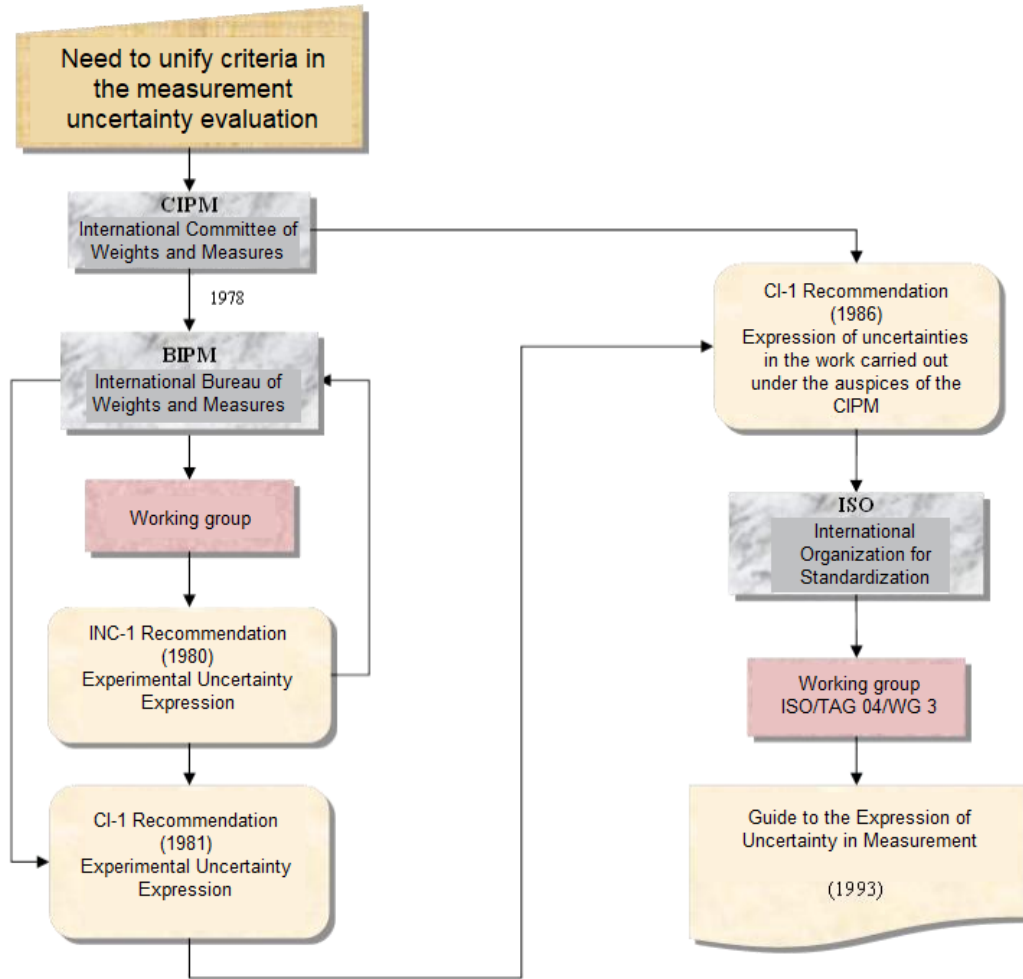 Need to unify criteria in
the measurement
uncertainty evaluation
CIPM
International Committee of
Weights and Measures
1978
BIPM
International Bureau of
Weights and Measures
Working group
INC-1 Recommendation
(1980)
Experimental Uncertainty
Expression
CI-1 Recommendation
(1981)
Experimental Uncertainty
Expression
CI-1 Recommendation
(1986)
Expression of uncertainties
in the work carried out
under the auspices of the
CIPM
ISO
International
Organization for
Standardization
Working group
ISO/TAG 04/WG 3
Guide to the Expression of
Uncertainty in Measurement
(1993)